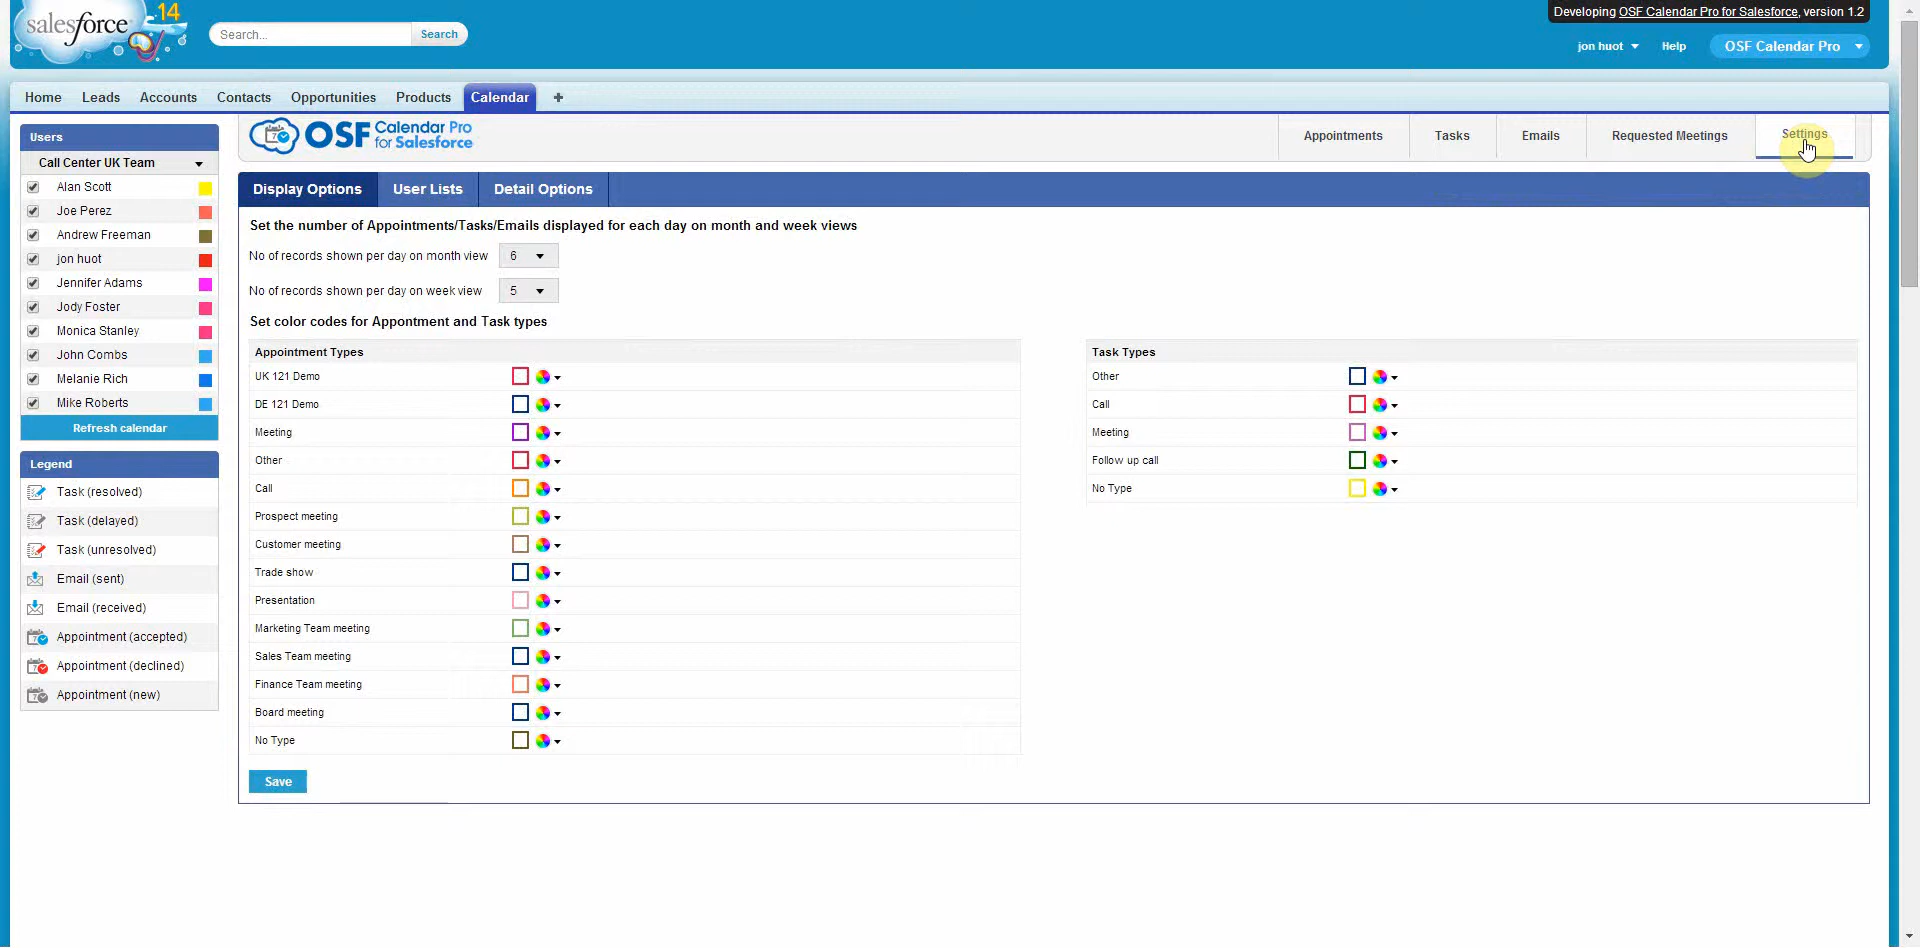 salesforce
14
Search...
Search
Developing OSF Calendar Pro for Salesforce, version 1.2
jon huot
Help
OSF Calendar Pro
Home
Leads
Accounts
Contacts
Opportunities
Products
Calendar
+
Users
Call Center UK Team
Alan Scott
Joe Perez
Andrew Freeman
jon huot
Jennifer Adams
Jody Foster
Monica Stanley
John Combs
Melanie Rich
Mike Roberts
Refresh calendar
Legend
Task (resolved)
Task (delayed)
Task (unresolved)
Email (sent)
Email (received)
Appointment (accepted)
Appointment (declined)
Appointment (new)
OSF Calendar Pro
for Salesforce
Appointments
Tasks
Emails
Requested Meetings
Settings
Display Options
User Lists
Detail Options
Set the number of Appointments/Tasks/Emails displayed for each day on month and week views
No of records shown per day on month view 6
No of records shown per day on week view 5
Set color codes for Appontment and Task types
Appointment Types
UK 121 Demo
DE 121 Demo
Meeting
Other
Call
Prospect meeting
Customer meeting
Trade show
Presentation
Marketing Team meeting
Sales Team meeting
Finance Team meeting
Board meeting
No Type
Task Types
Other
Call
Meeting
Follow up call
No Type
Save